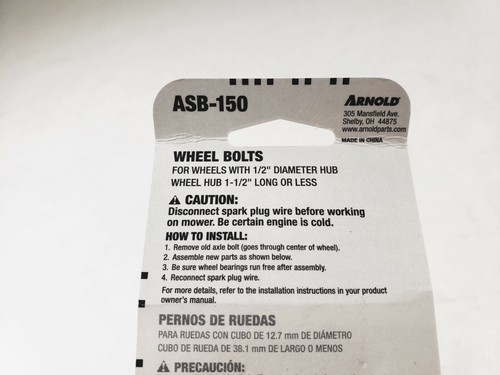 ASB-150
ARNOLD
305 Mansfield Ave.
Shelby, OH 44875
www.arnoldparts.com
MADE IN CHINA
WHEEL BOLTS
FOR WHEELS WITH 1/2" DIAMETER HUB
WHEEL HUB 1-1/2" LONG OR LESS
CAUTION:
Disconnect spark plug wire before working
on mower. Be certain engine is cold.
HOW TO INSTALL:
1. Remove old axle bolt (goes through center of wheel).
2. Assemble new parts as shown below.
3. Be sure wheel bearings run free after assembly.
4. Reconnect spark plug wire.
For more details, refer to the installation instructions in your product
owner's manual.
PERNOS DE RUEDAS
PARA RUEDAS CON CUBO DE 12.7 mm DE DIÁMETRO
CUBO DE RUEDA DE 38.1 mm DE LARGO O MENOS
PRECAUCIÓN: